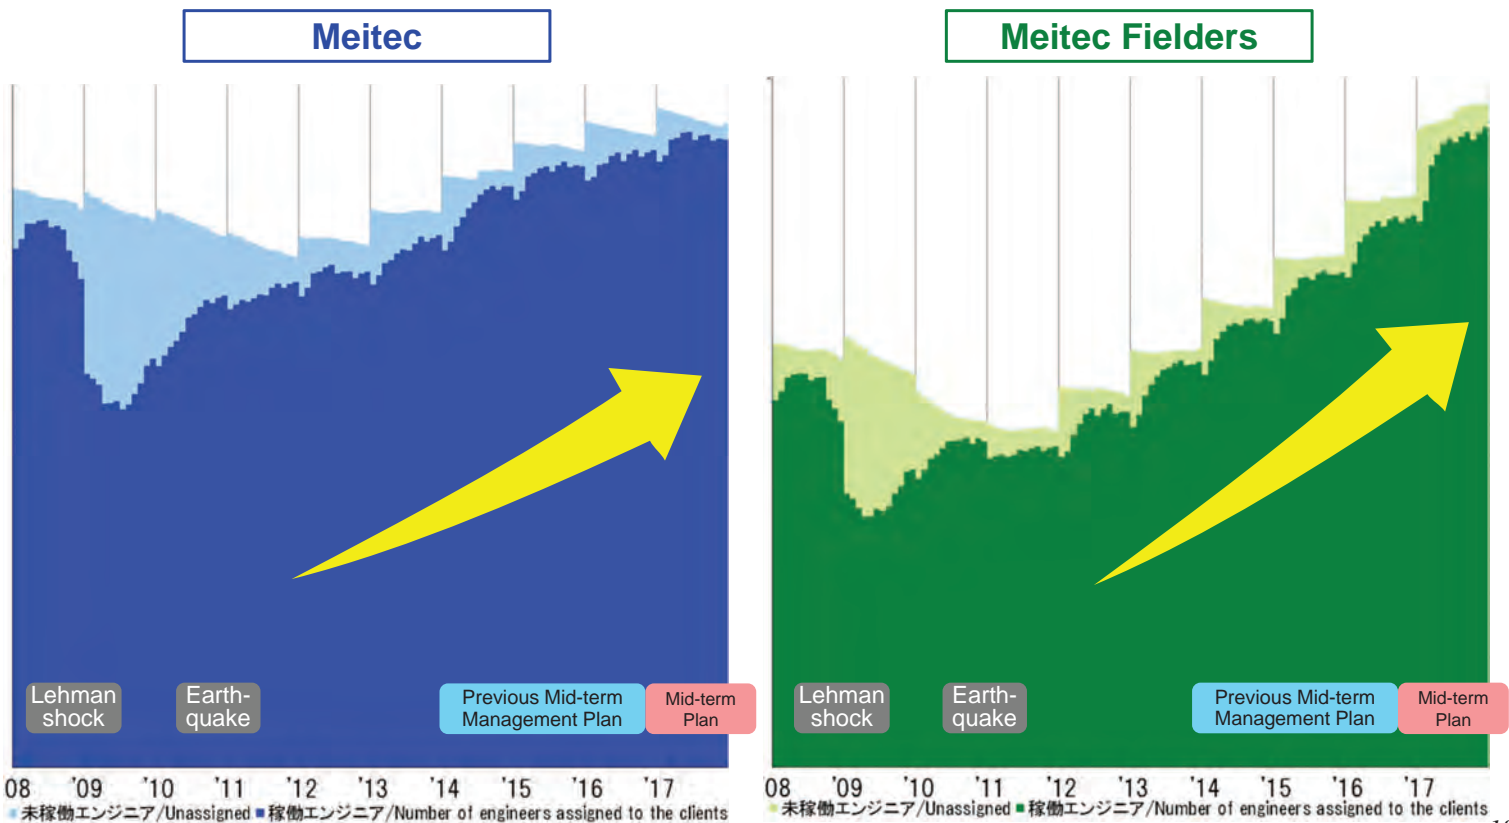 Meitec
Meitec Fielders
Lehman
shock
Earth-
quake
Previous Mid-term
Management Plan
Mid-term
Plan
Lehman
shock
Earth-
quake
Previous Mid-term
Management Plan
Mid-term
Plan
08 '09 '10 '11 '12 '13 '14 '15 '16 '17
08 '09 '10 '11 '12 '13 '14 '15 '16 '17
未稼働エンジニア/Unassigned 稼働エンジニア/Number of engineers assigned to the clients
未稼働エンジニア/Unassigned 稼働エンジニア/Number of engineers assigned to the clients